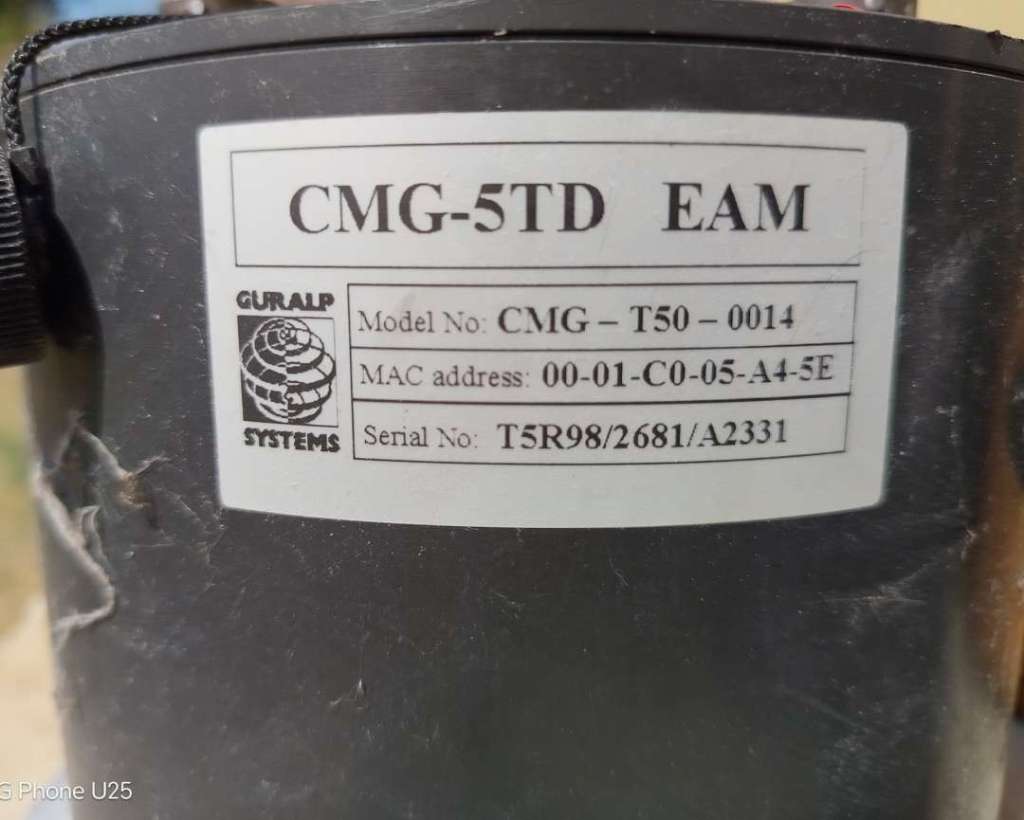 CMG-5TD EAM
GURALP
SYSTEMS
Model No: CMG – T50 – 0014
MAC address: 00-01-C0-05-A4-5E
Serial No: T5R98/2681/A2331
G Phone U25